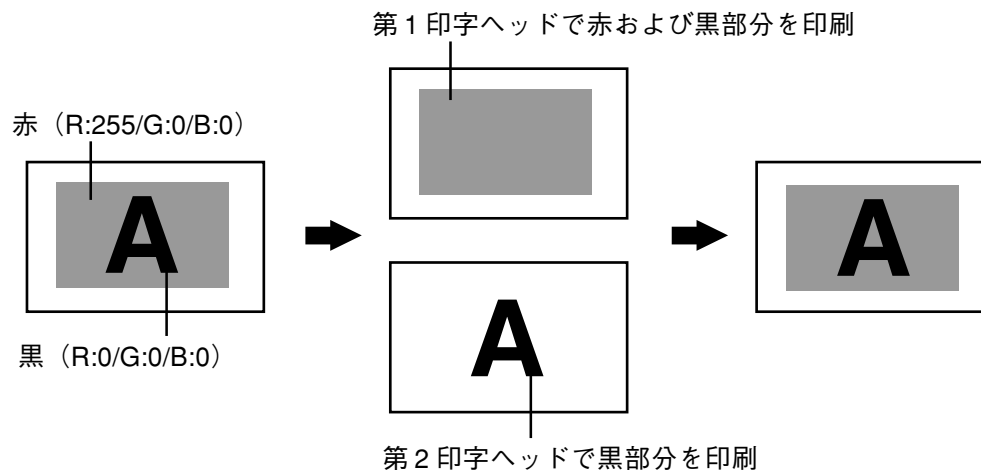 第1印字ヘッドで赤および黒部分を印刷
赤（R:255/G:0/B:0）
A
黒（R:0/G:0/B:0）
A
第2印字ヘッドで黒部分を印刷
A